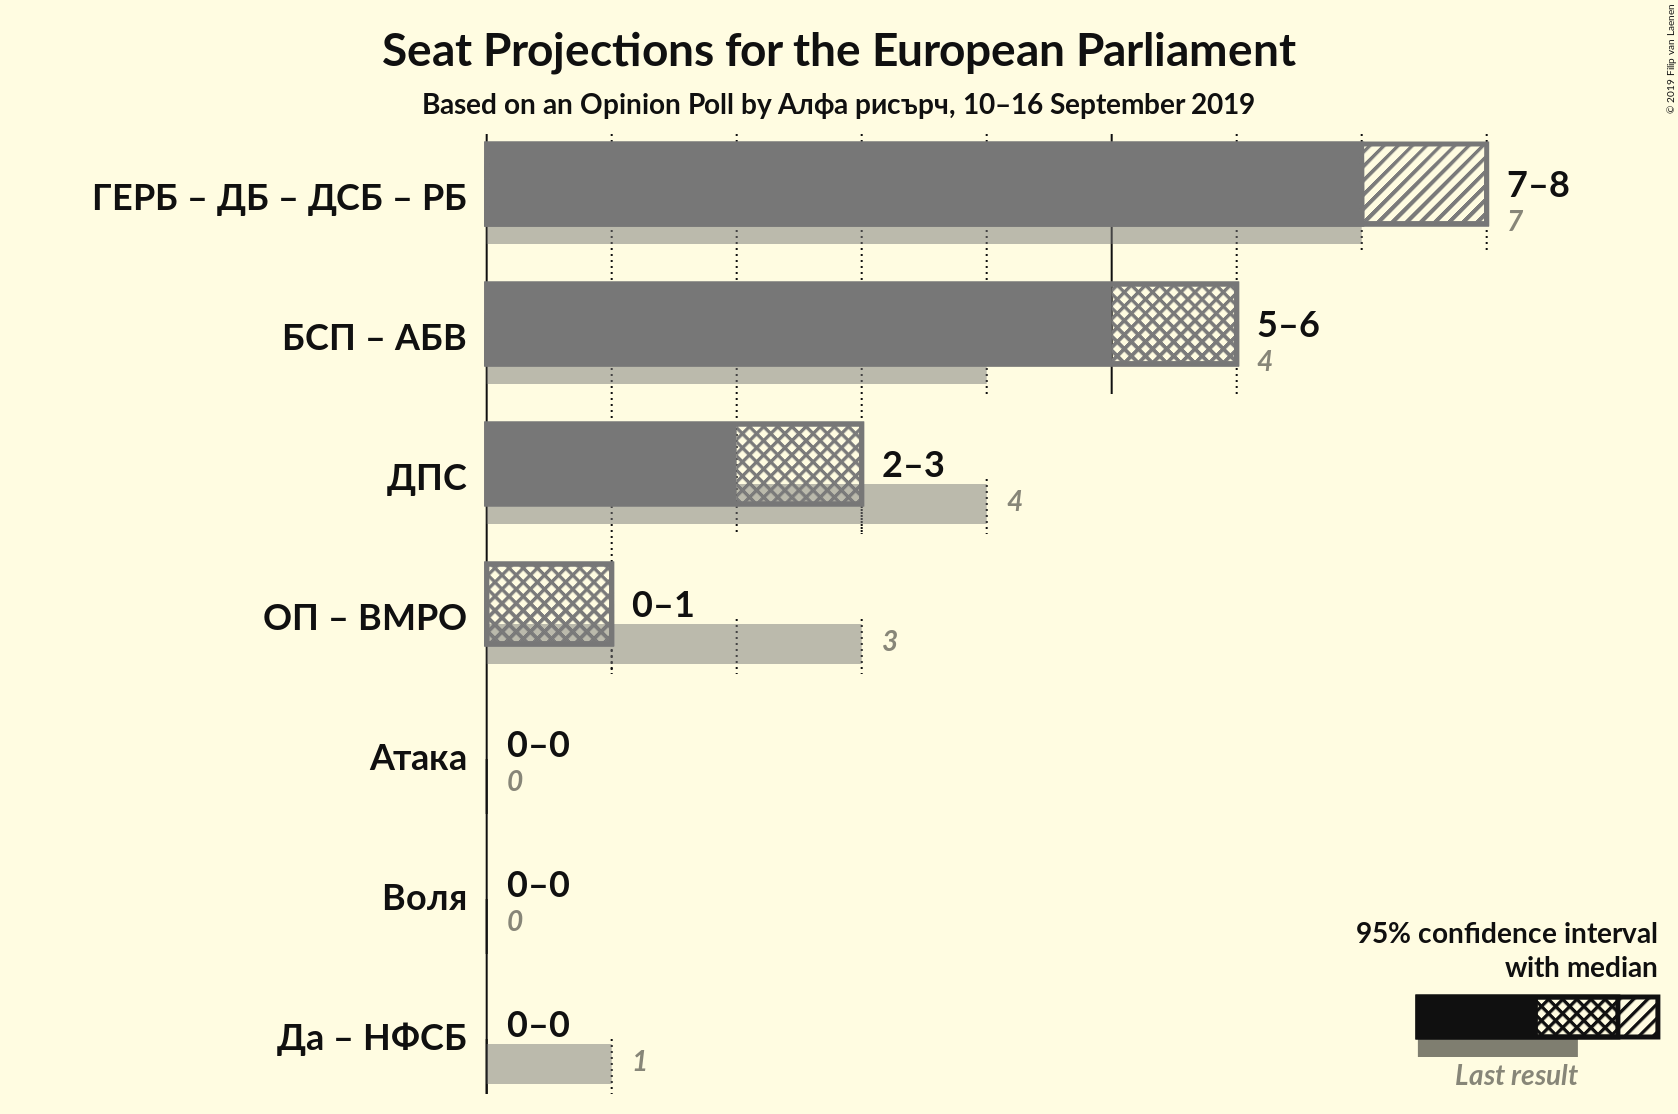 Seat Projections for the European Parliament
Based on an Opinion Poll by Алфа рисърч, 10–16 September 2019
© 2019 Filip van Laenen
ГЕРБ – ДБ – ДСБ – РБ
7–8
7
БСП – АБВ
5–6
4
ДПС
2–3
4
ОП – ВМРО
0–1
3
Атака
0–0
0
Воля
0–0
0
Да – НФСБ
0–0
1
95% confidence interval
with median
Last result